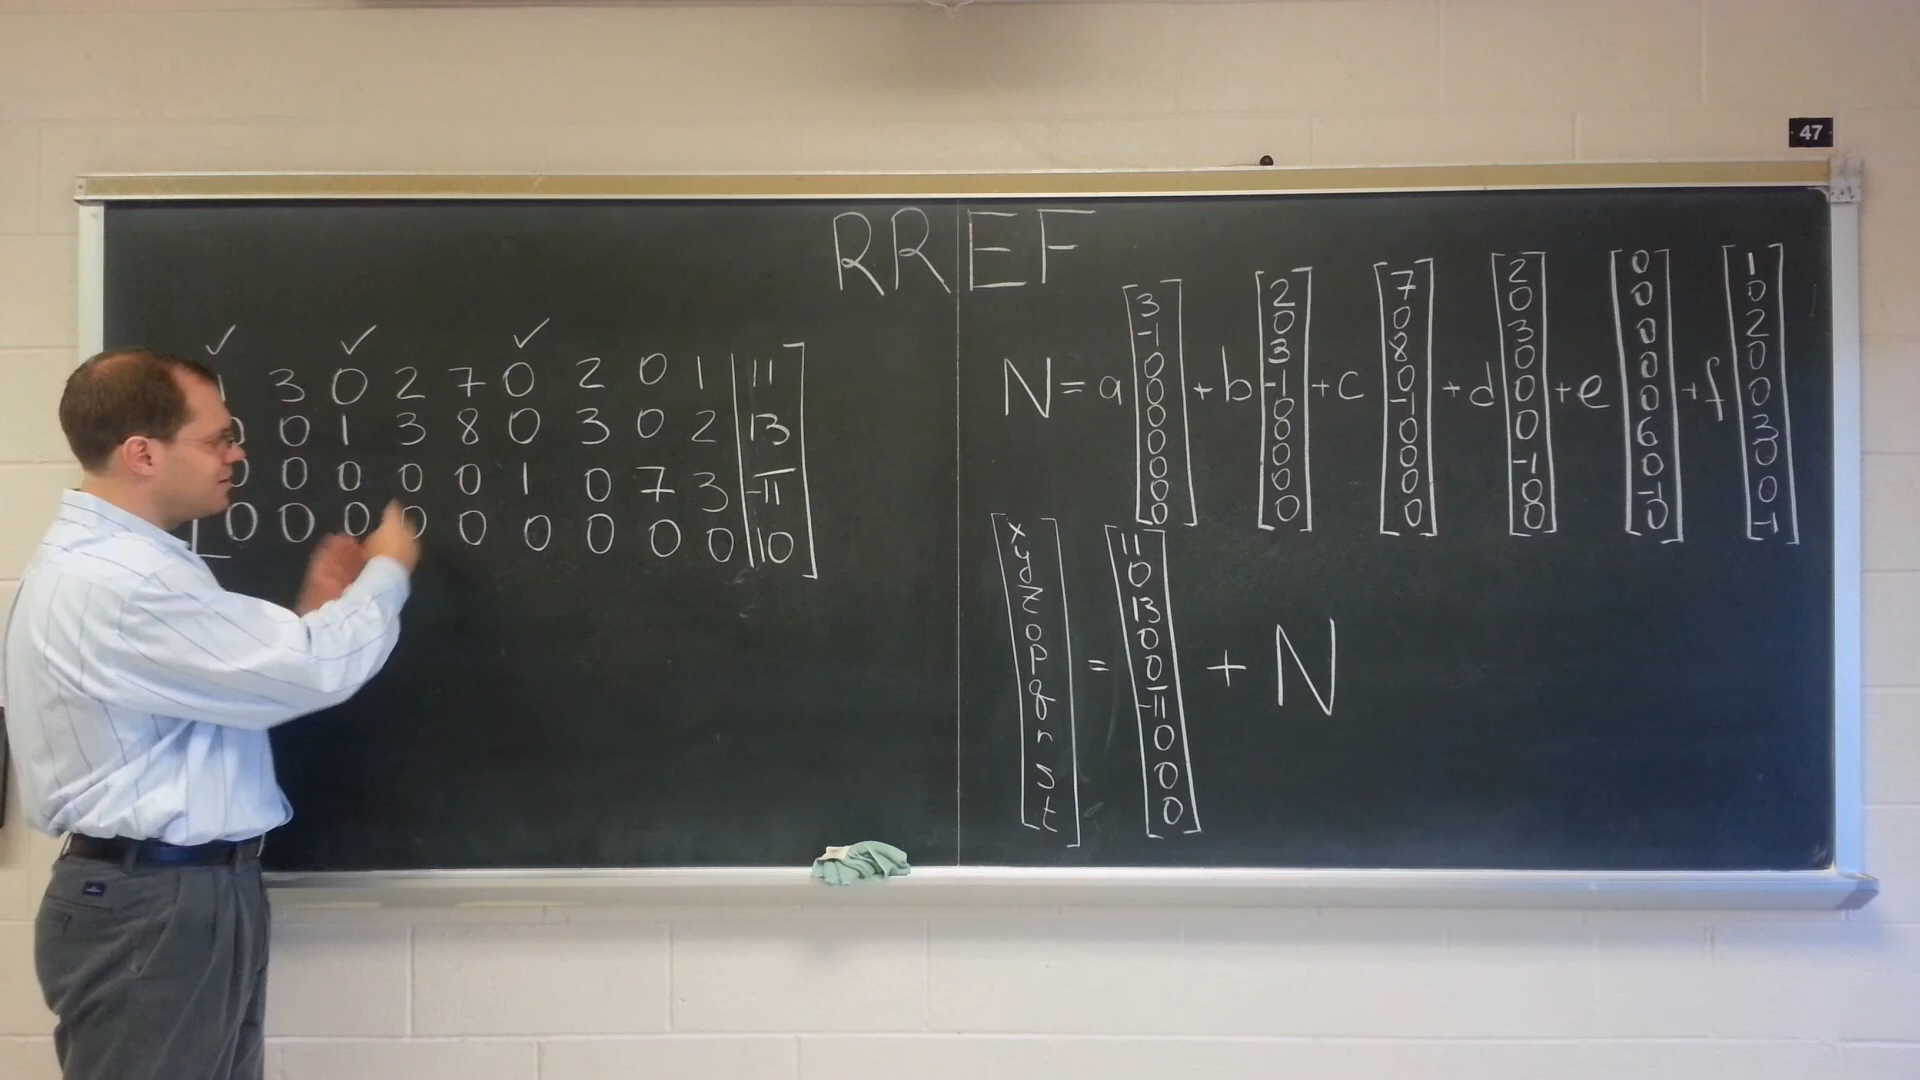 47
RREF
✓ ✓ ✓
1 3 0 2 7 0 2 0 1 || 11
0 0 1 3 8 0 3 0 2 || 13
0 0 0 0 0 1 0 7 3 || -π
0 0 0 0 0 0 0 0 0 || 0
N = a [3 -1 0 0 0 0 0 0 0] + b [2 0 3 -1 0 0 0 0 0] + c [7 0 8 0 -1 0 0 0 0] + d [2 0 3 0 0 0 -1 0 0] + e [0 0 0 0 0 6 0 -1 0] + f [1 0 2 0 0 3 0 0 -1]
[x y z o p q r s t] = [11 0 13 0 0 -π 0 0 0] + N